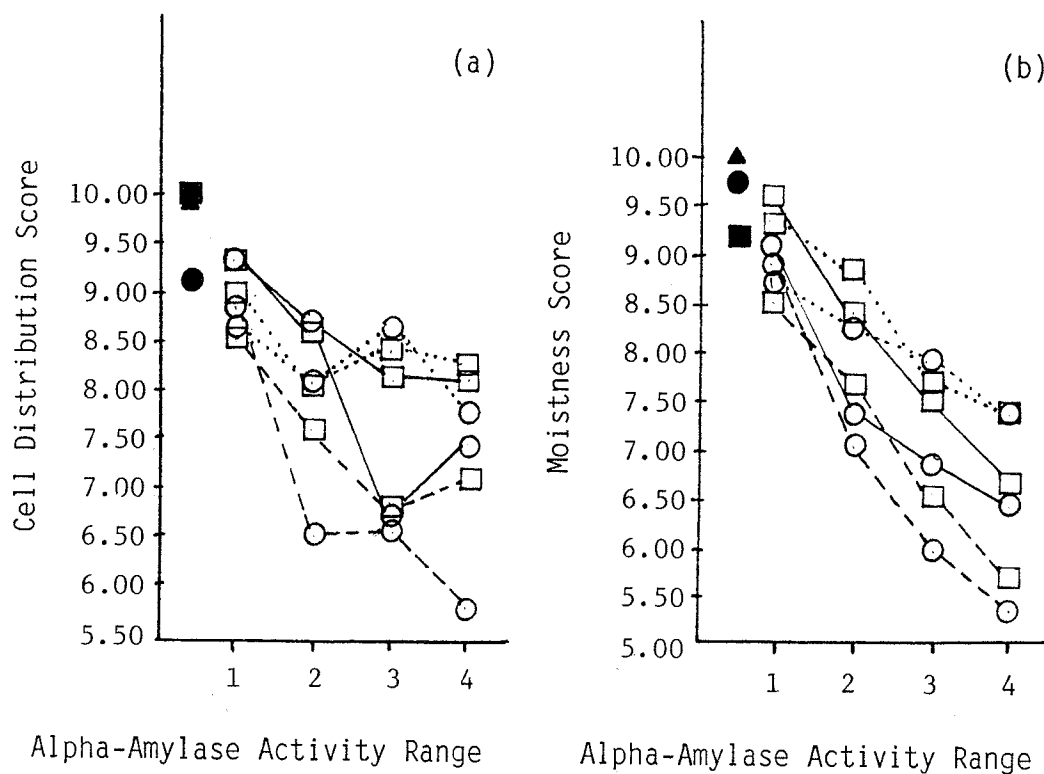 (a)
Cell Distribution Score
10.00
9.50
9.00
8.50
8.00
7.50
7.00
6.50
6.00
5.50
1 2 3 4
Alpha-Amylase Activity Range
(b)
Moistness Score
10.00
9.50
9.00
8.50
8.00
7.50
7.00
6.50
6.00
5.50
5.00
1 2 3 4
Alpha-Amylase Activity Range